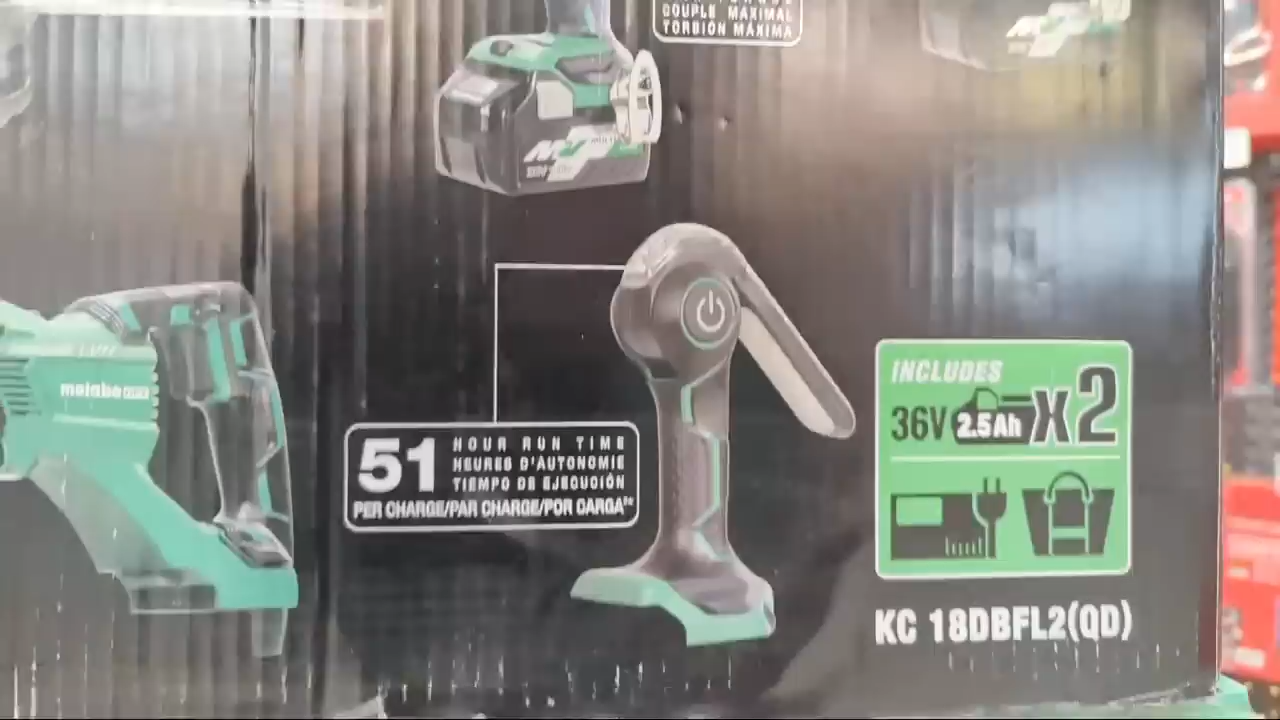 COUPLE MAXIMAL
TORSIÓN MÁXIMA
metabo
51 HOUR RUN TIME
HEURES D'AUTONOMIE
TIEMPO DE EJECUCIÓN
PER CHARGE/PAR CHARGE/POR CARGA
INCLUDES
36V 2.5Ah X2
KC 18DBFL2(QD)